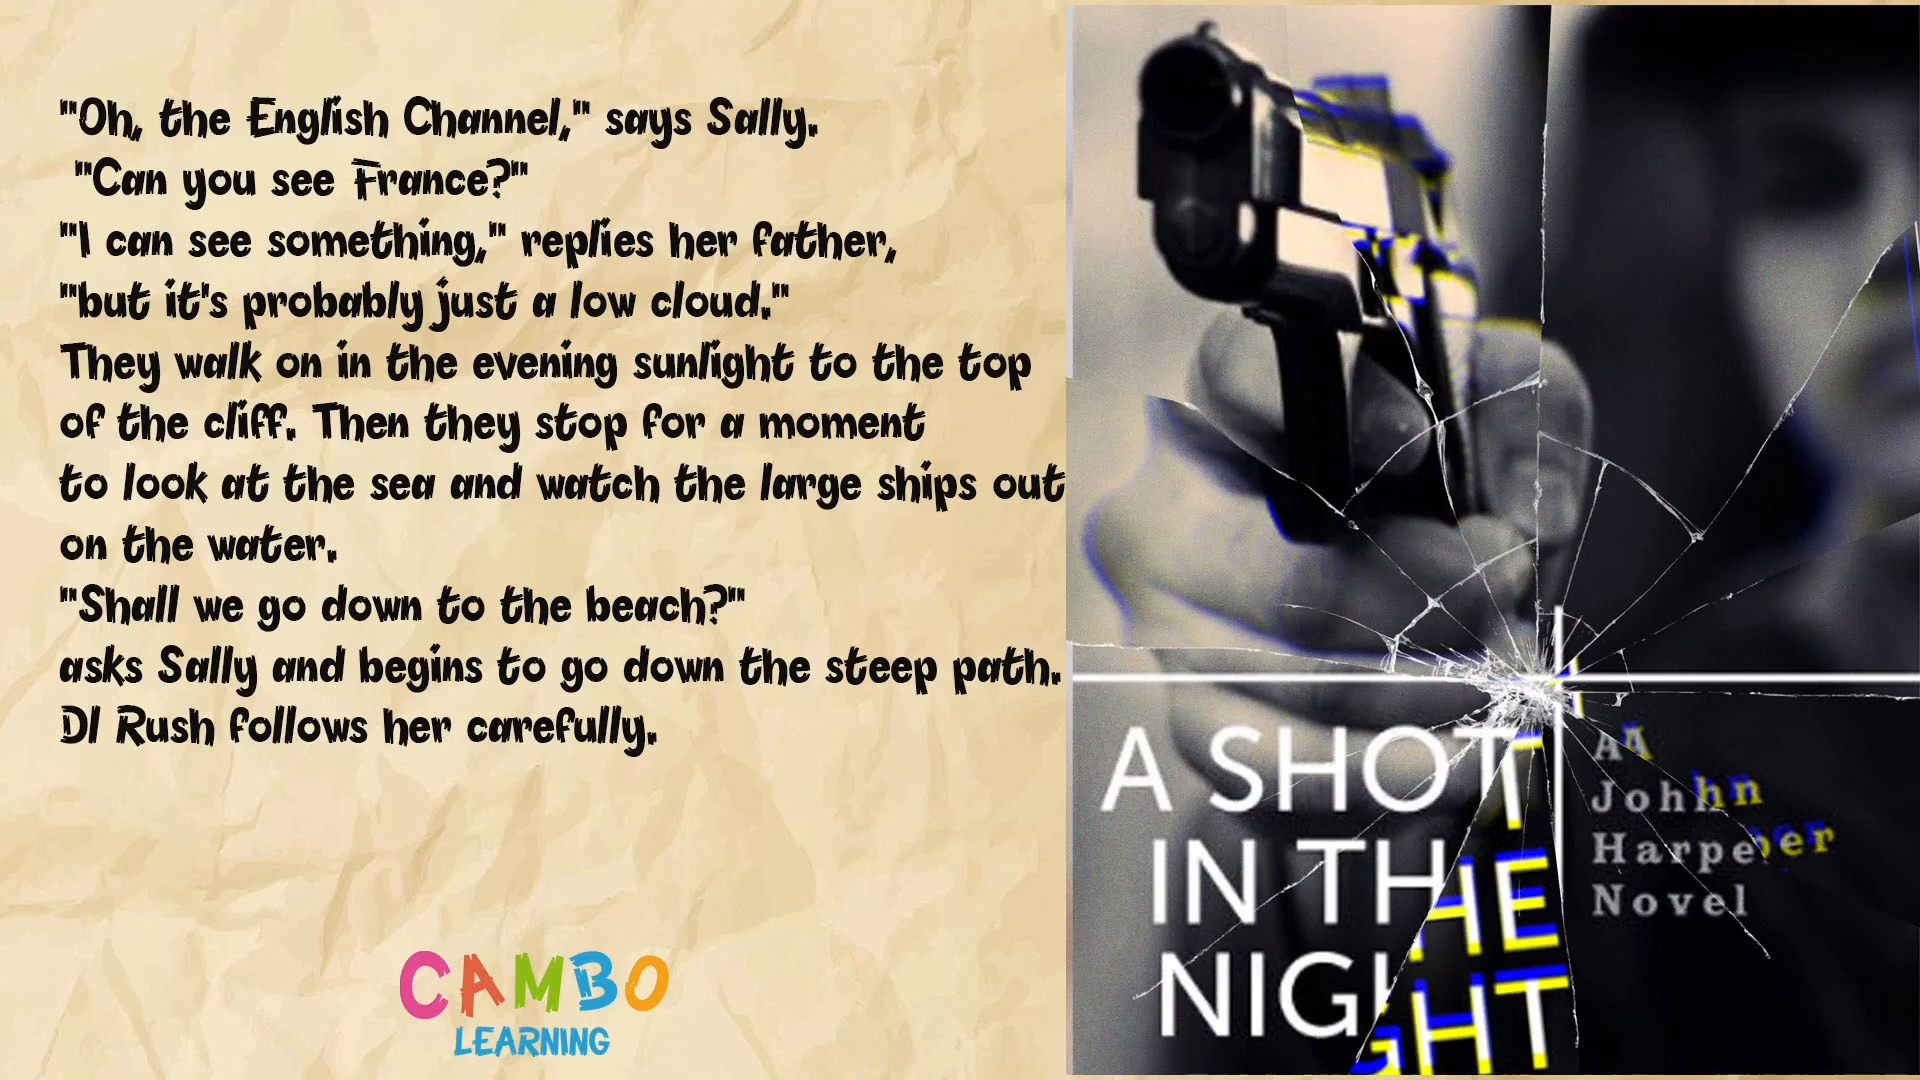 "Oh, the English Channel," says Sally.
"Can you see France?"
"I can see something," replies her father,
"but it's probably just a low cloud."
They walk on in the evening sunlight to the top
of the cliff. Then they stop for a moment
to look at the sea and watch the large ships out
on the water.
"Shall we go down to the beach?"
asks Sally and begins to go down the steep path.
DI Rush follows her carefully.
CAMBO
LEARNING
A SHOT
IN THE
NIGHT
A
John
Harper
Novel